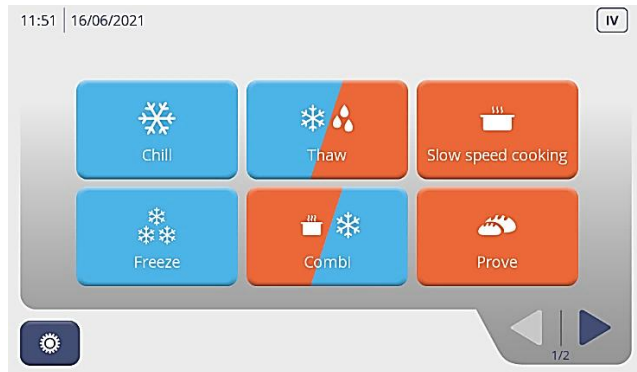 11:51 16/06/2021
IV
Chill
Thaw
Slow speed cooking
Freeze
Combi
Prove
1/2